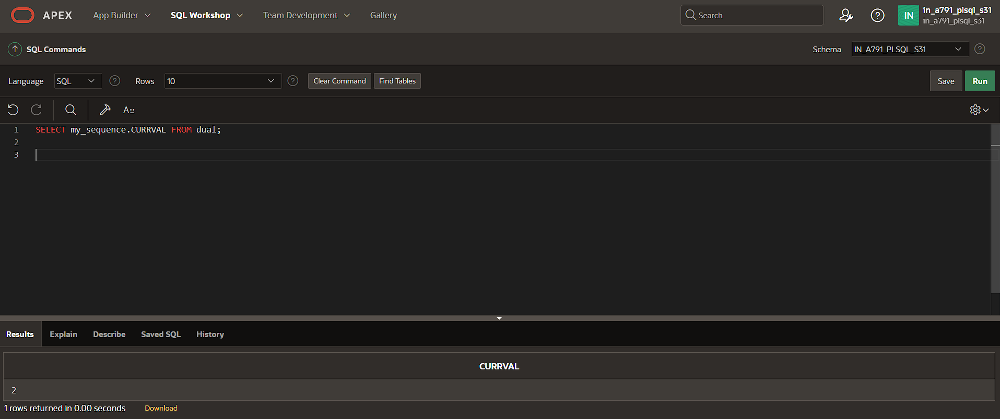 APEX App Builder SQL Workshop Team Development Gallery Search IN in_a791_plsql_s31
in_a791_plsql_s31
SQL Commands Schema IN_A791_PLSQL_S31
Language SQL Rows 10 Clear Command Find Tables Save Run
A::
1 SELECT my_sequence.CURRVAL FROM dual;
2
3
Results Explain Describe Saved SQL History
CURRVAL
2
1 rows returned in 0.00 seconds Download